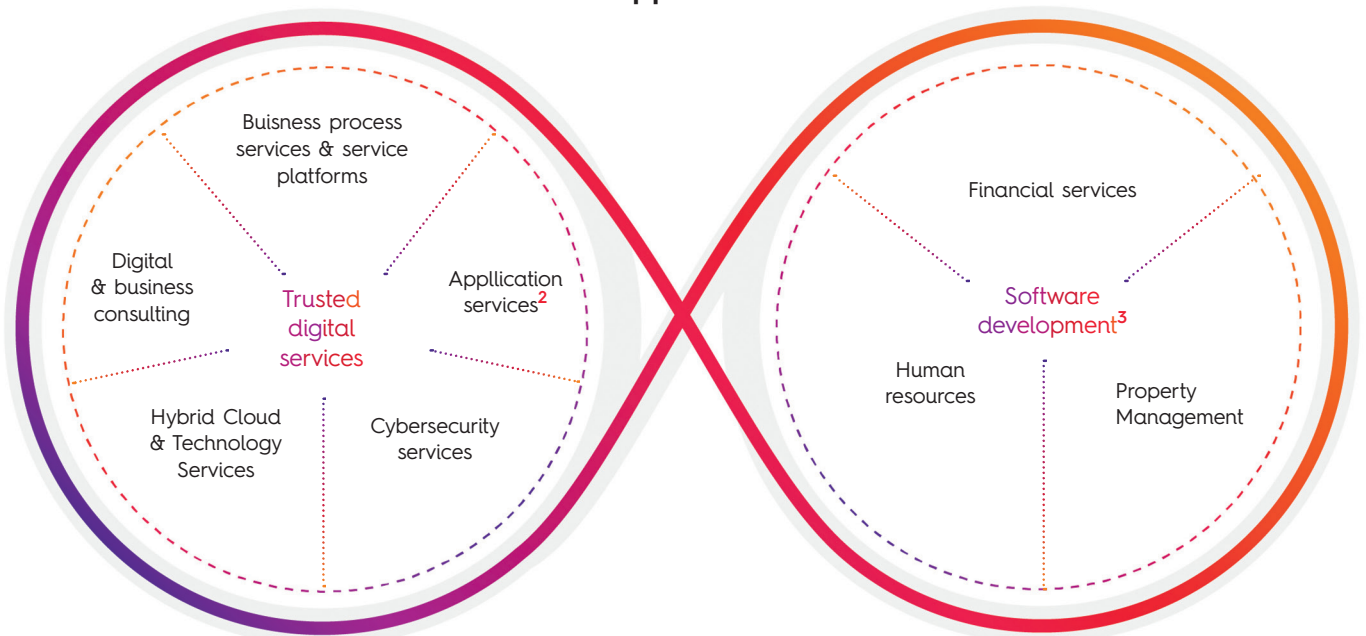 Buisness process
services & service
platforms
Digital
& business
consulting
Trusted
digital
services
Appllication
services2
Hybrid Cloud
& Technology
Services
Cybersecurity
services
Financial services
Software
development3
Human
resources
Property
Management